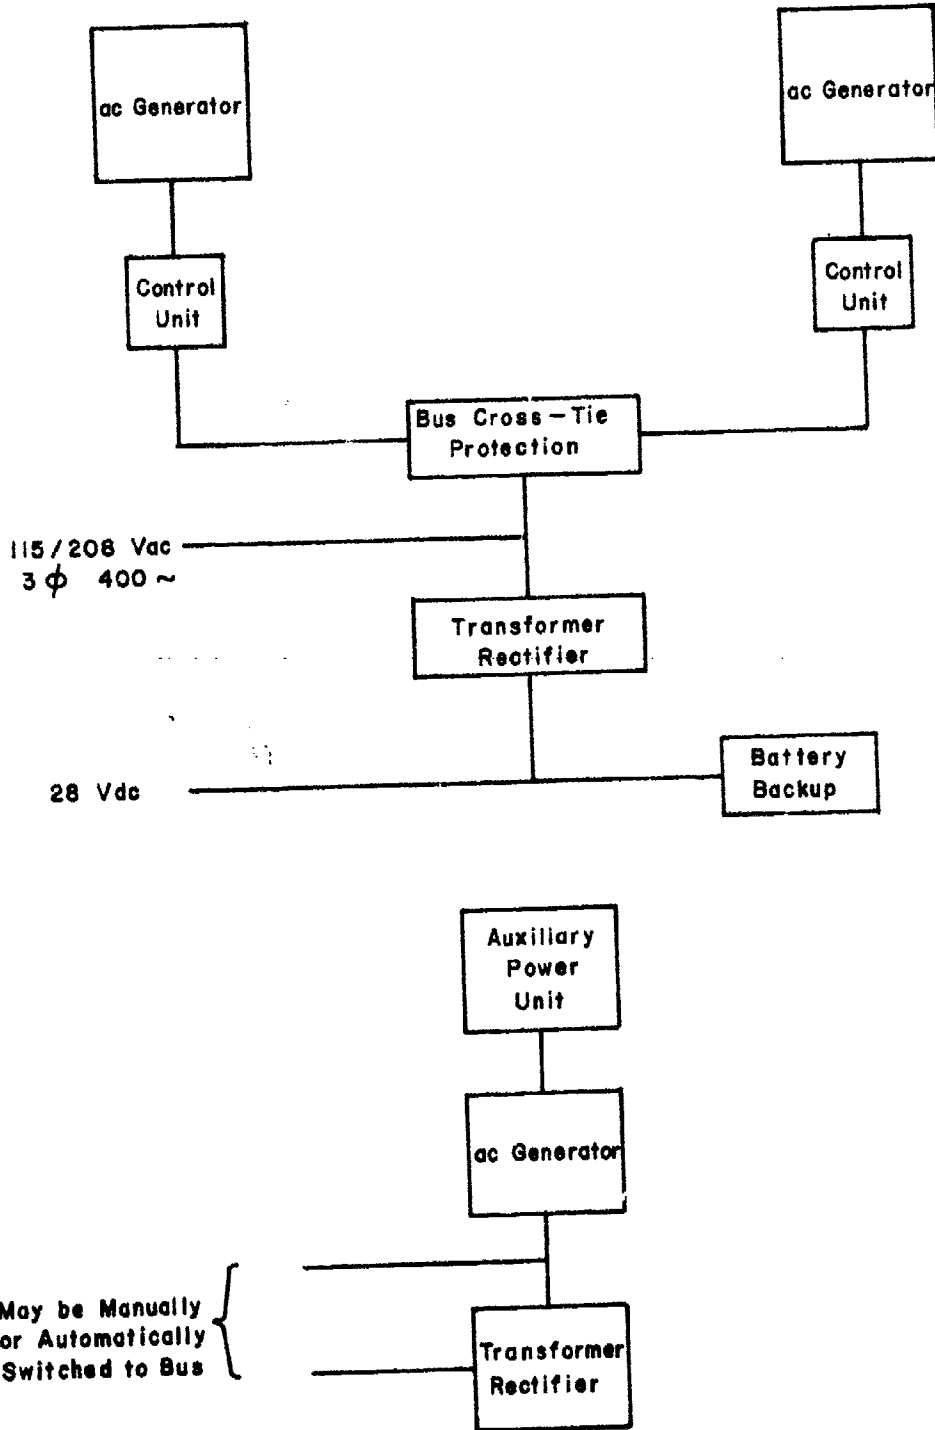 ac Generator
ac Generator
Control
Unit
Control
Unit
Bus Cross-Tie
Protection
115/208 Vac
3 ϕ 400 ~
Transformer
Rectifier
28 Vdc
Battery
Backup
Auxiliary
Power
Unit
ac Generator
May be Manually
or Automatically
Switched to Bus
Transformer
Rectifier